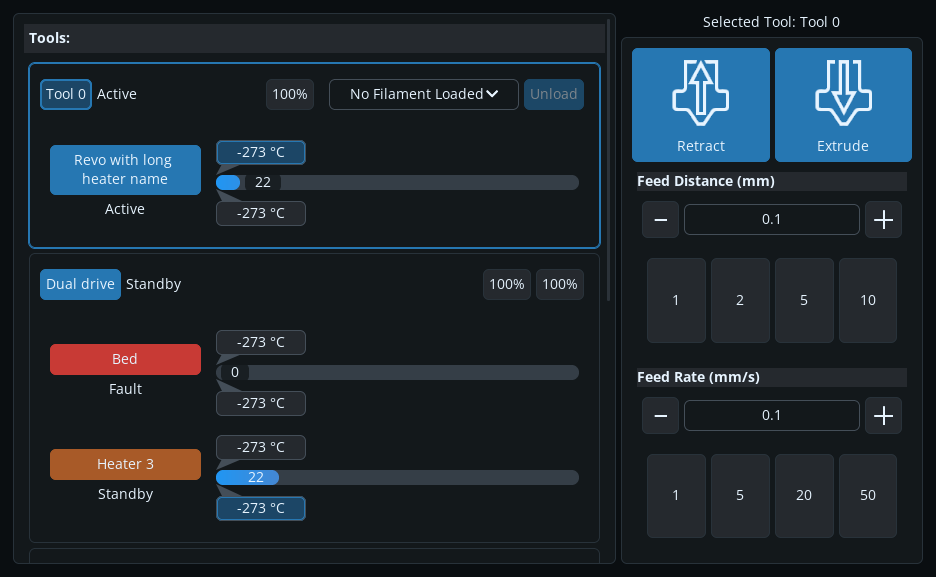 Tools:
Tool 0 Active 100% No Filament Loaded Unload
-273 °C
Revo with long
heater name
22
Active
-273 °C
Dual drive Standby 100% 100%
-273 °C
Bed
0
Fault
-273 °C
-273 °C
Heater 3
22
Standby
-273 °C
Selected Tool: Tool 0
Retract Extrude
Feed Distance (mm)
− 0.1 +
1 2 5 10
Feed Rate (mm/s)
− 0.1 +
1 5 20 50